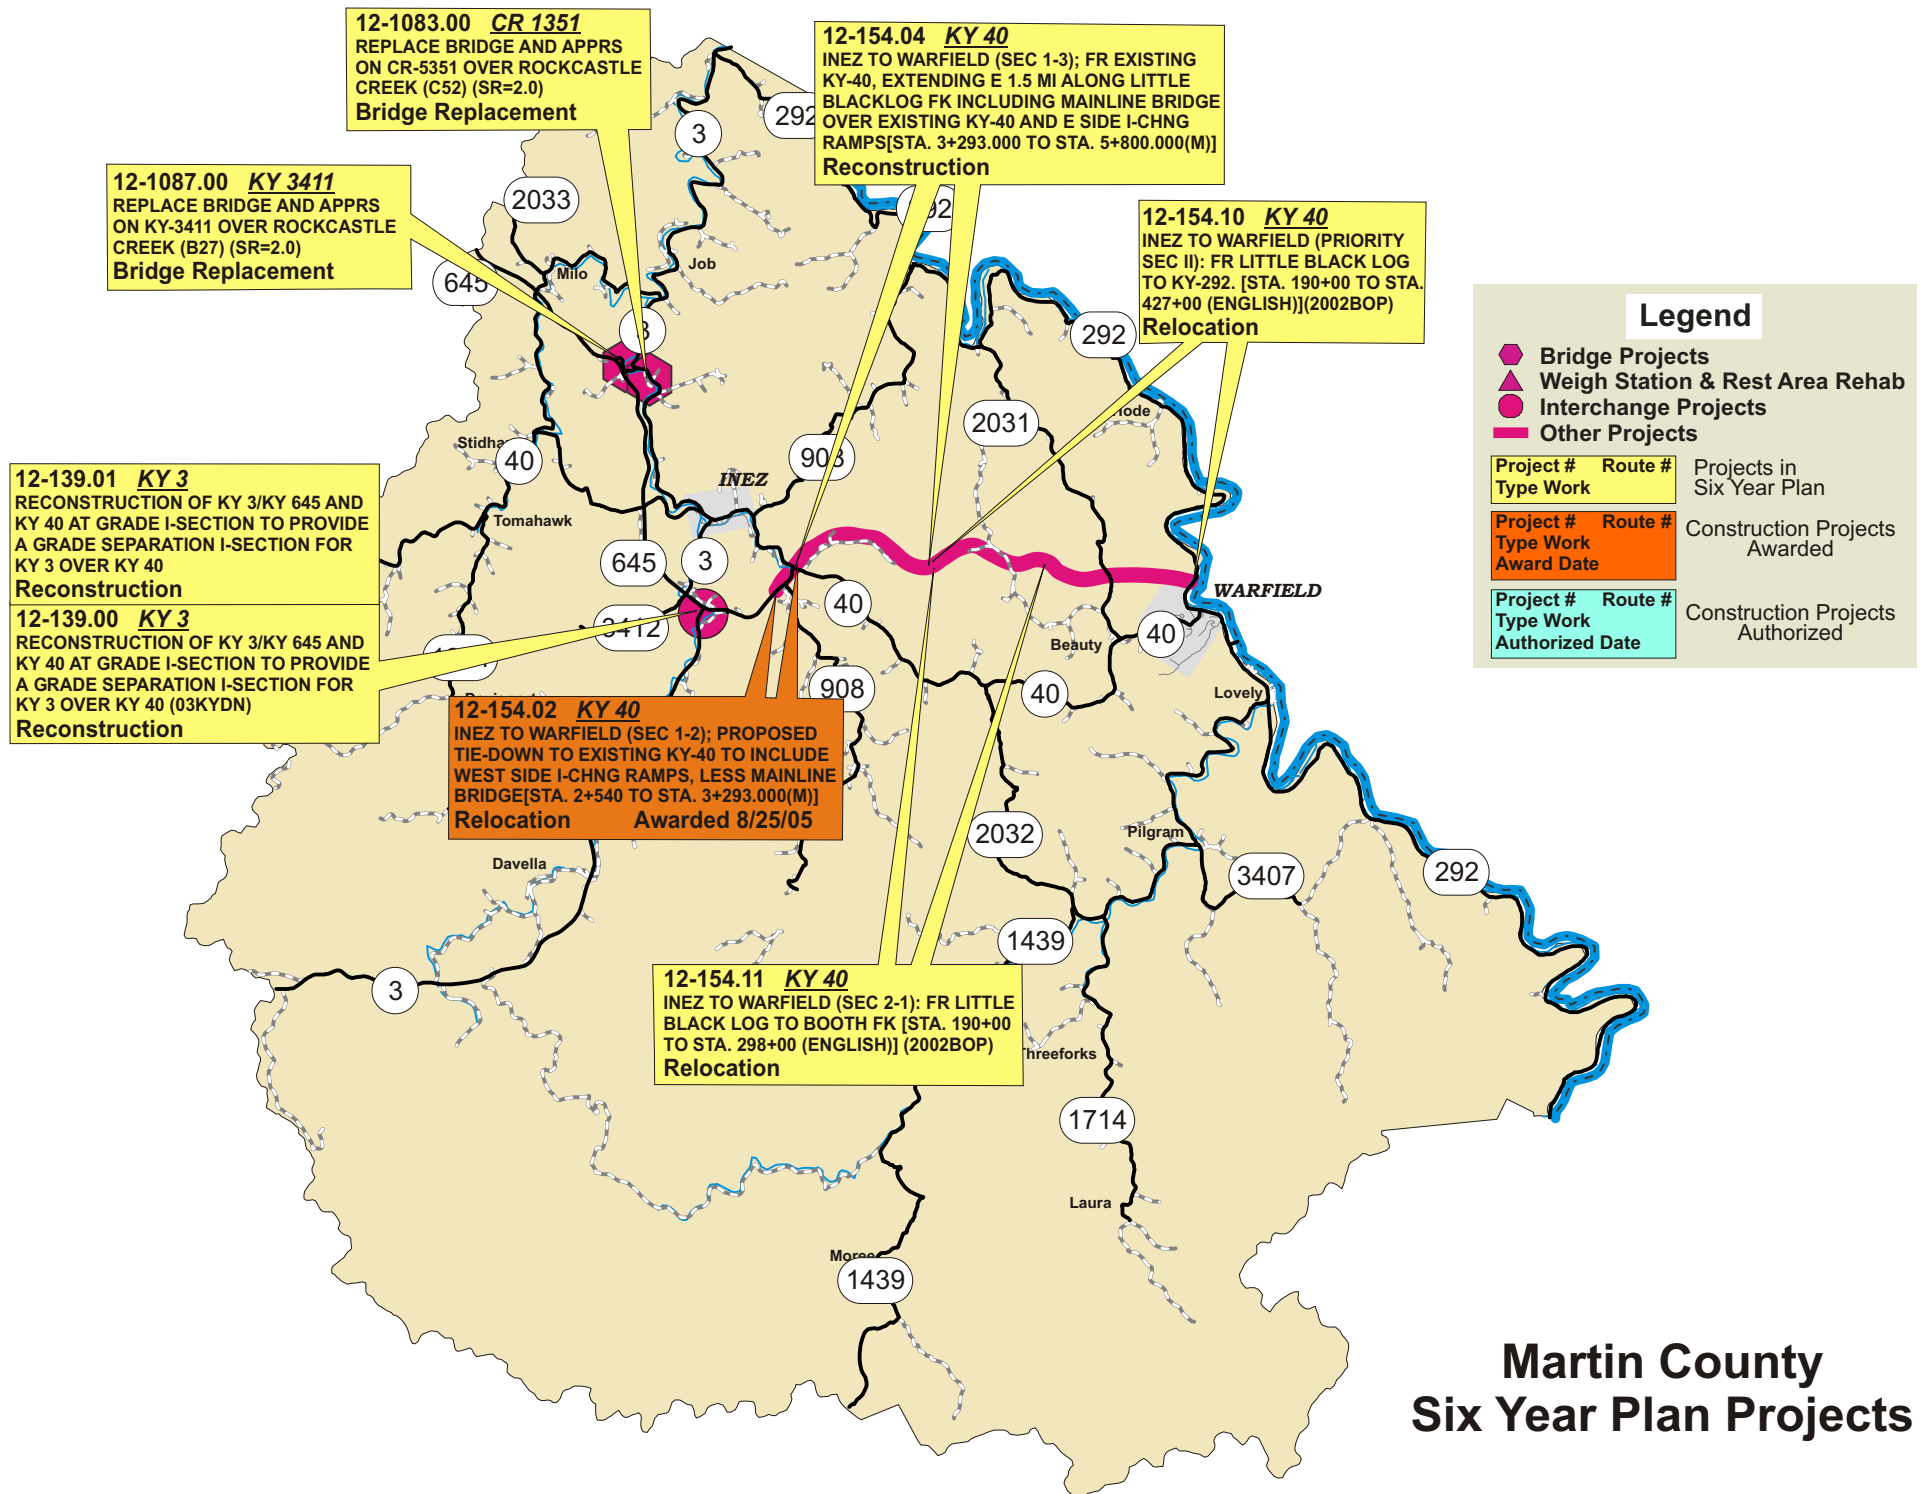 12-1083.00 CR 1351
REPLACE BRIDGE AND APPRS
ON CR-5351 OVER ROCKCASTLE
CREEK (C52) (SR=2.0)
Bridge Replacement
12-154.04 KY 40
INEZ TO WARFIELD (SEC 1-3); FR EXISTING
KY-40, EXTENDING E 1.5 MI ALONG LITTLE
BLACKLOG FK INCLUDING MAINLINE BRIDGE
OVER EXISTING KY-40 AND E SIDE I-CHNG
RAMPS[STA. 3+293.000 TO STA. 5+800.000(M)]
Reconstruction
12-1087.00 KY 3411
REPLACE BRIDGE AND APPRS
ON KY-3411 OVER ROCKCASTLE
CREEK (B27) (SR=2.0)
Bridge Replacement
12-154.10 KY 40
INEZ TO WARFIELD (PRIORITY
SEC II): FR LITTLE BLACK LOG
TO KY-292. [STA. 190+00 TO STA.
427+00 (ENGLISH)](2002BOP)
Relocation
3
292
2033
645
Milo
Job
3
292
Legend
Bridge Projects
Weigh Station & Rest Area Rehab
Interchange Projects
Other Projects
Project # Route #
Type Work
Projects in
Six Year Plan
Project # Route #
Type Work
Award Date
Construction Projects
Awarded
Project # Route #
Type Work
Authorized Date
Construction Projects
Authorized
2031
40
908
INEZ
Tomahawk
12-139.01 KY 3
RECONSTRUCTION OF KY 3/KY 645 AND
KY 40 AT GRADE I-SECTION TO PROVIDE
A GRADE SEPARATION I-SECTION FOR
KY 3 OVER KY 40
Reconstruction
12-139.00 KY 3
RECONSTRUCTION OF KY 3/KY 645 AND
KY 40 AT GRADE I-SECTION TO PROVIDE
A GRADE SEPARATION I-SECTION FOR
KY 3 OVER KY 40 (03KYDN)
Reconstruction
645
3
3412
40
WARFIELD
Beauty
40
908
40
Lovely
12-154.02 KY 40
INEZ TO WARFIELD (SEC 1-2); PROPOSED
TIE-DOWN TO EXISTING KY-40 TO INCLUDE
WEST SIDE I-CHNG RAMPS, LESS MAINLINE
BRIDGE[STA. 2+540 TO STA. 3+293.000(M)]
Relocation Awarded 8/25/05
2032
Pilgram
Davella
3407
292
1439
3
12-154.11 KY 40
INEZ TO WARFIELD (SEC 2-1): FR LITTLE
BLACK LOG TO BOOTH FK [STA. 190+00
TO STA. 298+00 (ENGLISH)] (2002BOP)
Relocation
Threeforks
1714
Laura
1439
Martin County
Six Year Plan Projects